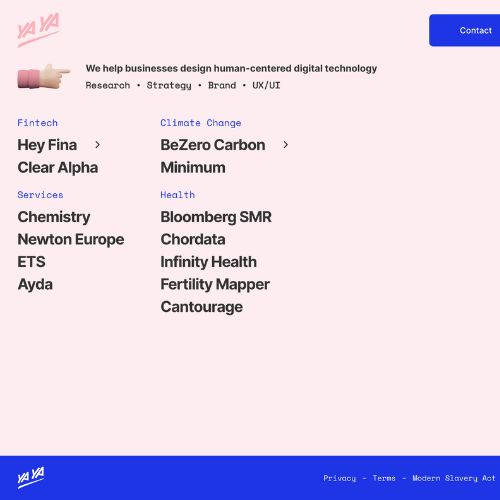 YA YA
Contact
We help businesses design human-centered digital technology
Research • Strategy • Brand • UX/UI
Fintech
Hey Fina
Clear Alpha
Climate Change
BeZero Carbon
Minimum
Services
Chemistry
Newton Europe
ETS
Ayda
Health
Bloomberg SMR
Chordata
Infinity Health
Fertility Mapper
Cantourage
YA YA
Privacy – Terms – Modern Slavery Act